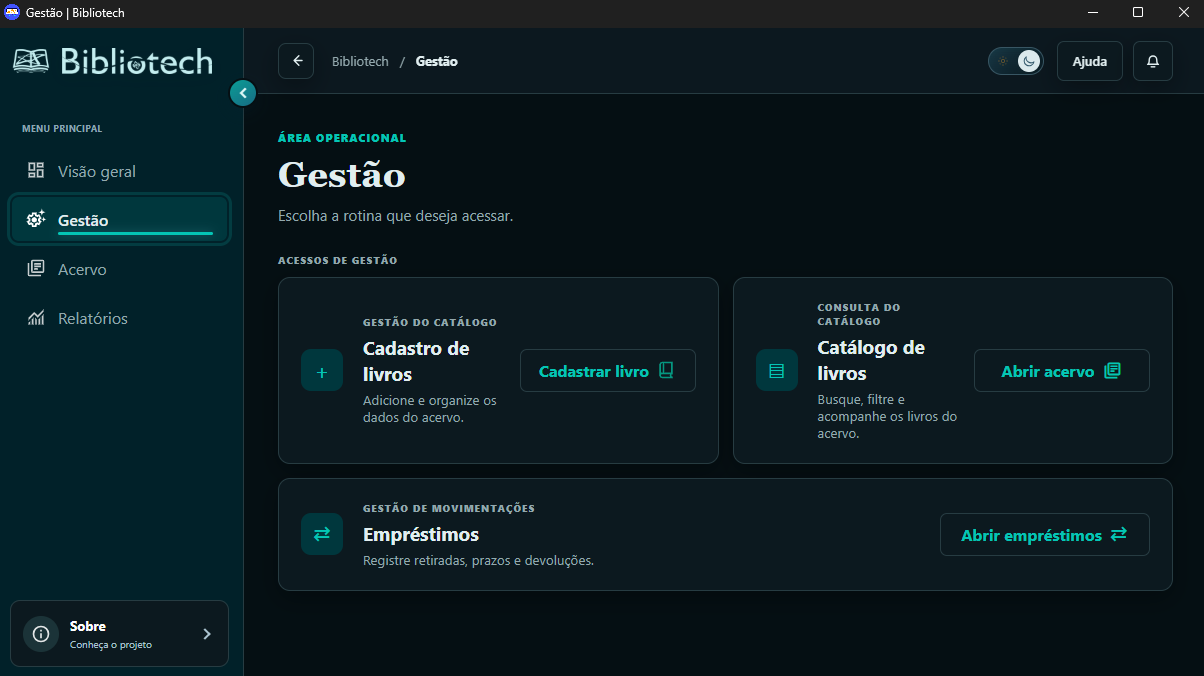 Gestão | Bibliotech
Bibliotech
Bibliotech / Gestão
Ajuda
MENU PRINCIPAL
Visão geral
Gestão
Acervo
Relatórios
Sobre
Conheça o projeto
ÁREA OPERACIONAL
Gestão
Escolha a rotina que deseja acessar.
ACESSOS DE GESTÃO
GESTÃO DO CATÁLOGO
Cadastro de
livros
Adicione e organize os
dados do acervo.
Cadastrar livro
CONSULTA DO
CATÁLOGO
Catálogo de
livros
Busque, filtre e
acompanhe os livros do
acervo.
Abrir acervo
GESTÃO DE MOVIMENTAÇÕES
Empréstimos
Registre retiradas, prazos e devoluções.
Abrir empréstimos